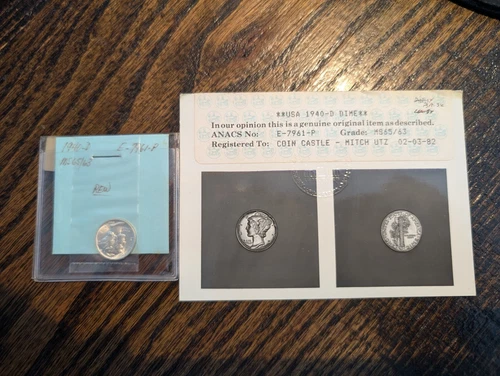 1940-D E-7961-P
REV
**USA 1940-D DIME**
In our opinion this is a genuine original item as described.
ANACS No: E-7961-P Grade: MS65/63
Registered To: COIN CASTLE - MITCH UTZ 02-03-82